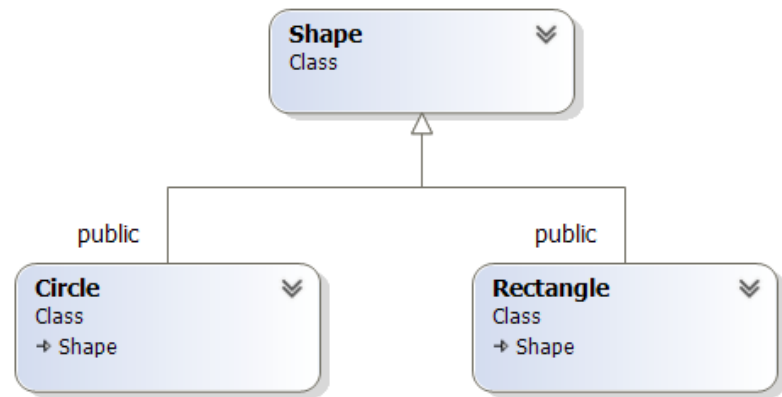 Shape
Class
public
public
Circle
Class
Shape
Rectangle
Class
Shape